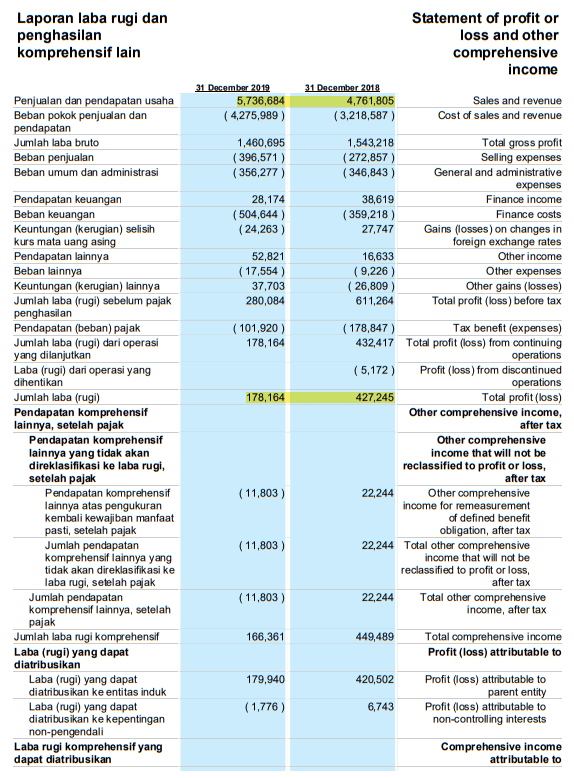 Laporan laba rugi dan Statement of profit or
penghasilan loss and other
komprehensif lain comprehensive
income
31 December 2019 31 December 2018
Penjualan dan pendapatan usaha 5,736,684 4,761,805 Sales and revenue
Beban pokok penjualan dan ( 4,275,989 ) ( 3,218,587 ) Cost of sales and revenue
pendapatan
Jumlah laba bruto 1,460,695 1,543,218 Total gross profit
Beban penjualan ( 396,571 ) ( 272,857 ) Selling expenses
Beban umum dan administrasi ( 356,277 ) ( 346,843 ) General and administrative
expenses
Pendapatan keuangan 28,174 38,619 Finance income
Beban keuangan ( 504,644 ) ( 359,218 ) Finance costs
Keuntungan (kerugian) selisih ( 24,263 ) 27,747 Gains (losses) on changes in
kurs mata uang asing foreign exchange rates
Pendapatan lainnya 52,821 16,633 Other income
Beban lainnya ( 17,554 ) ( 9,226 ) Other expenses
Keuntungan (kerugian) lainnya 37,703 ( 26,809 ) Other gains (losses)
Jumlah laba (rugi) sebelum pajak 280,084 611,264 Total profit (loss) before tax
penghasilan
Pendapatan (beban) pajak ( 101,920 ) ( 178,847 ) Tax benefit (expenses)
Jumlah laba (rugi) dari operasi 178,164 432,417 Total profit (loss) from continuing
yang dilanjutkan operations
Laba (rugi) dari operasi yang ( 5,172 ) Profit (loss) from discontinued
dihentikan operations
Jumlah laba (rugi) 178,164 427,245 Total profit (loss)
Pendapatan komprehensif Other comprehensive income,
lainnya, setelah pajak after tax
Pendapatan komprehensif Other comprehensive
lainnya yang tidak akan income that will not be
direklasifikasi ke laba rugi, reclassified to profit or loss,
setelah pajak after tax
Pendapatan komprehensif ( 11,803 ) 22,244 Other comprehensive
lainnya atas pengukuran income for remeasurement
kembali kewajiban manfaat of defined benefit
pasti, setelah pajak obligation, after tax
Jumlah pendapatan ( 11,803 ) 22,244 Total other comprehensive
komprehensif lainnya yang income that will not be
tidak akan direklasifikasi ke reclassified to profit or loss,
laba rugi, setelah pajak after tax
Jumlah pendapatan ( 11,803 ) 22,244 Total other comprehensive
komprehensif lainnya, setelah income, after tax
pajak
Jumlah laba rugi komprehensif 166,361 449,489 Total comprehensive income
Laba (rugi) yang dapat Profit (loss) attributable to
diatribusikan
Laba (rugi) yang dapat 179,940 420,502 Profit (loss) attributable to
diatribusikan ke entitas induk parent entity
Laba (rugi) yang dapat ( 1,776 ) 6,743 Profit (loss) attributable to
diatribusikan ke kepentingan non-controlling interests
non-pengendali
Laba rugi komprehensif yang Comprehensive income
dapat diatribusikan attributable to